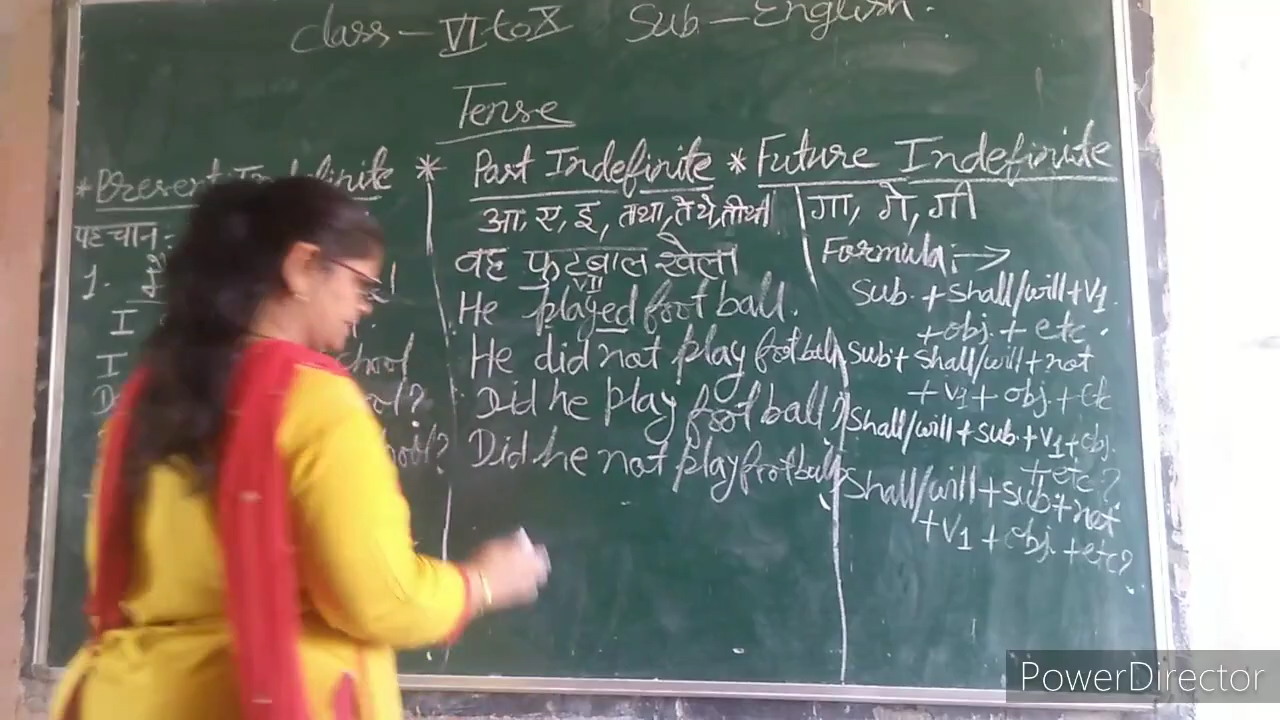 Class - VI to X Sub - English.
Tense
* Present Indefinite
पहचान :
1.
I
I school
?
school?
* Past Indefinite
आ, ए, इ, ता था, ते थे, ती थी
वह फुटबाल खेला
VII
He played football.
He did not play football
Did he play football?
Did he not play football?
* Future Indefinite
गा, गे, गी
Formula :→
Sub. + shall/will + V1
+ obj. + etc.
Sub + shall/will + not
+ V1 + obj. + etc
Shall/will + sub. + V1 + obj.
+ etc?
Shall/will + sub + not
+ V1 + obj. + etc?
PowerDirector